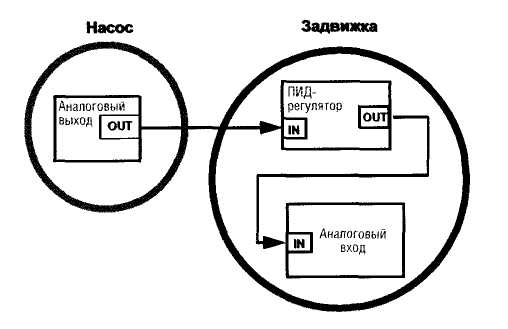 Насос
Задвижка
Аналоговый
выход
OUT
ПИД-
регулятор
IN
OUT
IN
Аналоговый
вход